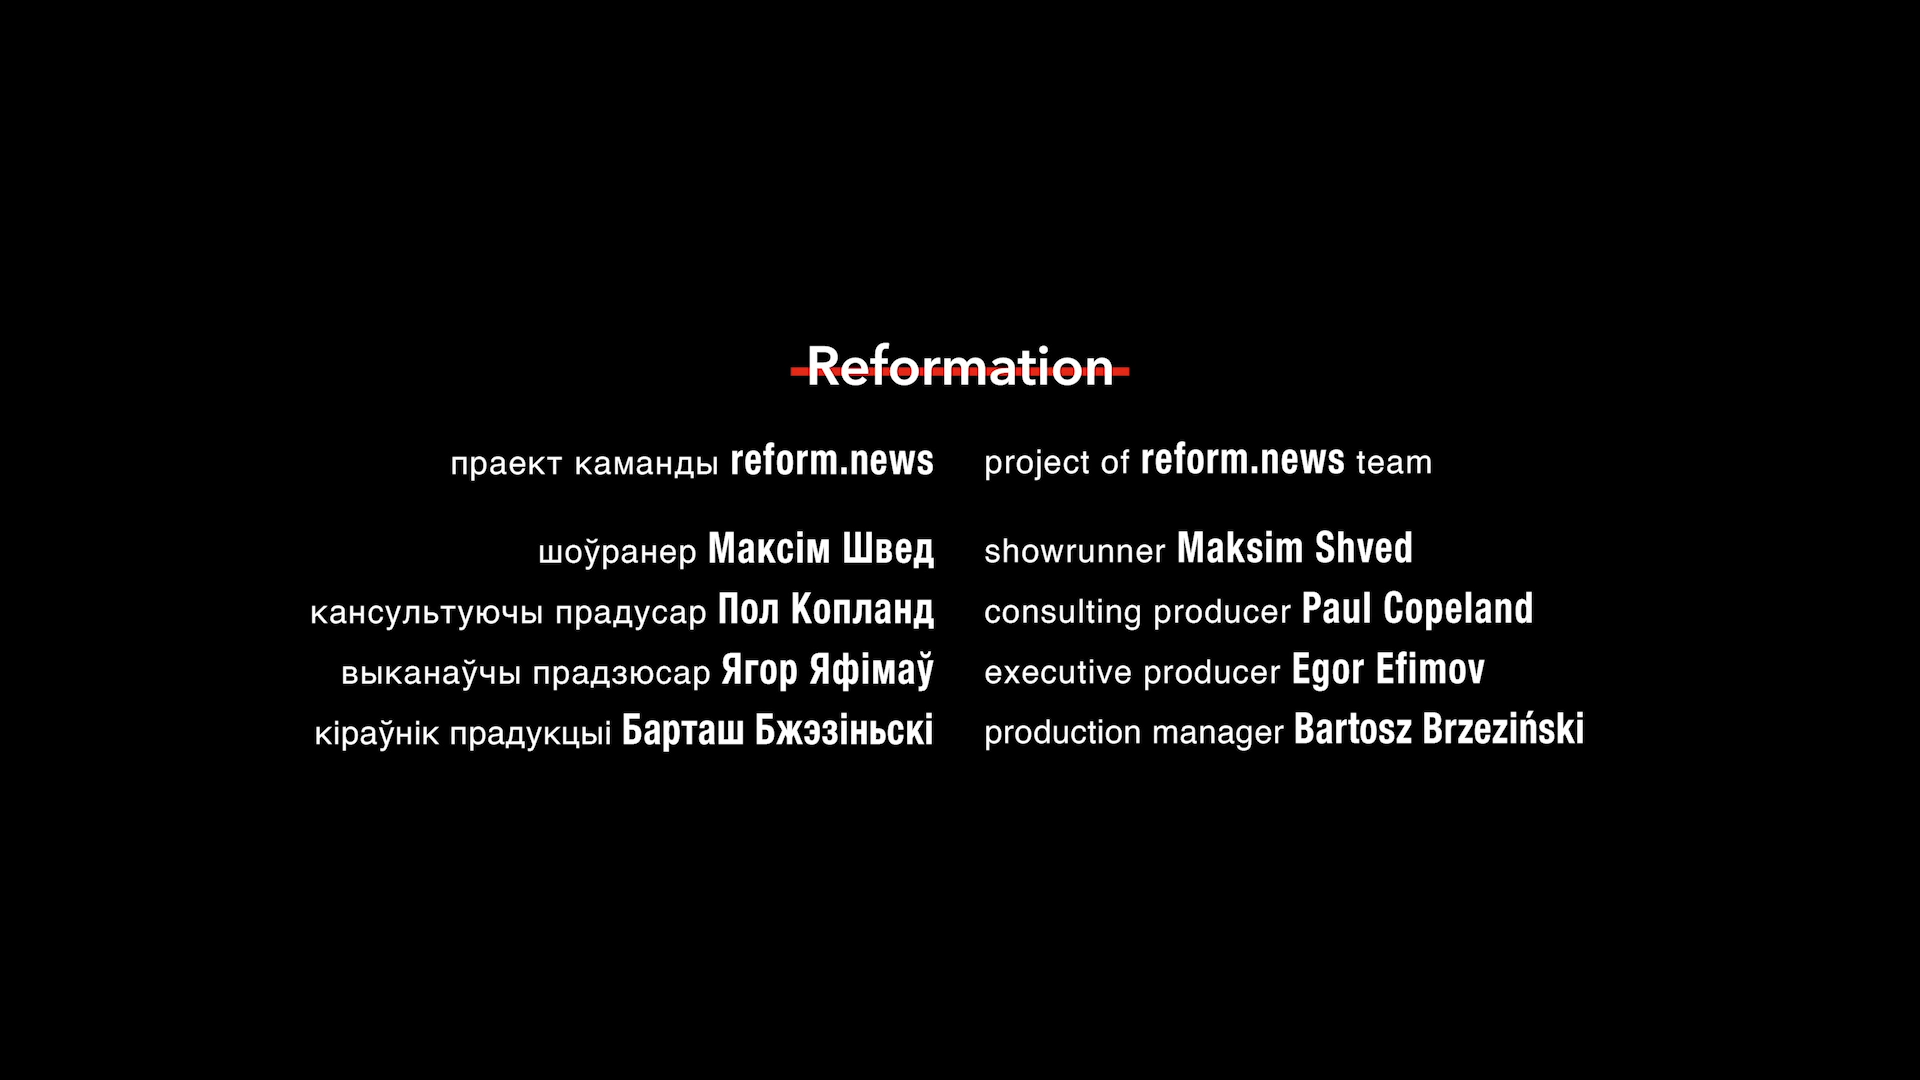 Reformation
праект каманды reform.news
project of reform.news team
шоўранер Максім Швед
showrunner Maksim Shved
кансультуючы прадусар Пол Копланд
consulting producer Paul Copeland
выканаўчы прадзюсар Ягор Яфімаў
executive producer Egor Efimov
кіраўнік прадукцыі Барташ Бжэзіньскі
production manager Bartosz Brzeziński